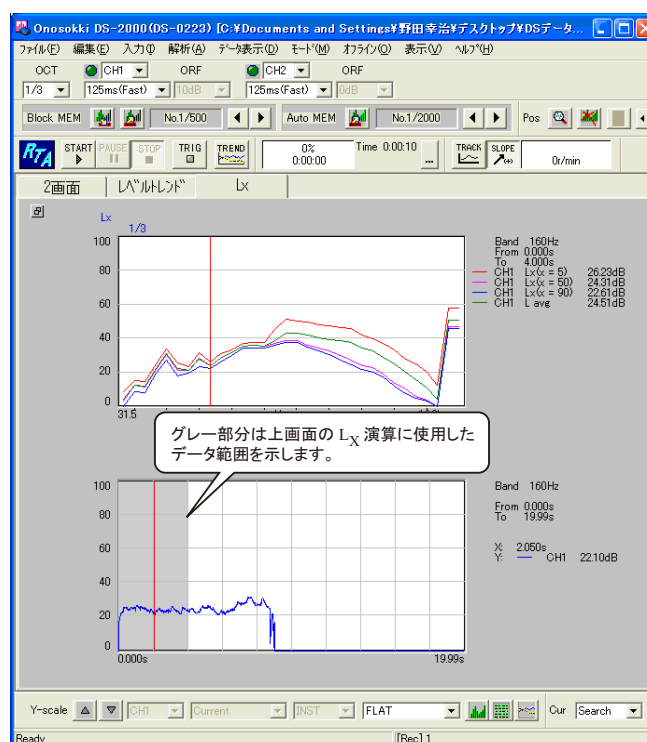 Onosokki DS-2000(DS-0223) [C:¥Documents and Settings¥野田幸治¥デスクトップ¥DSデータ...
ファイル(F) 編集(E) 入力(I) 解析(A) データ表示(D) モード(M) オフライン(O) 表示(V) ヘルプ(H)
OCT CH1 ORF CH2 ORF
1/3 125ms(Fast) 10dB 125ms(Fast) 0dB
Block MEM No.1/500 Auto MEM No.1/2000 Pos
RTA START PAUSE STOP TRIG TREND 0% 0:00:00 Time 0:00:10 ... TRACK SLOPE 0r/min
2画面 レベルトレンド Lx
Lx
1/3
100
80
60
40
20
0
31.5
Band 160Hz
From 0.000s
To 4.000s
CH1 Lx(x = 5) 26.23dB
CH1 Lx(x = 50) 24.31dB
CH1 Lx(x = 90) 22.61dB
CH1 L avg 24.51dB
グレー部分は上画面の LX 演算に使用した
データ範囲を示します。
100
80
60
40
20
0
0.000s 19.99s
Band 160Hz
From 0.000s
To 19.99s
X: 2.050s
Y: CH1 22.10dB
Y-scale CH1 Current INST FLAT Cur Search
Ready [Rec] 1